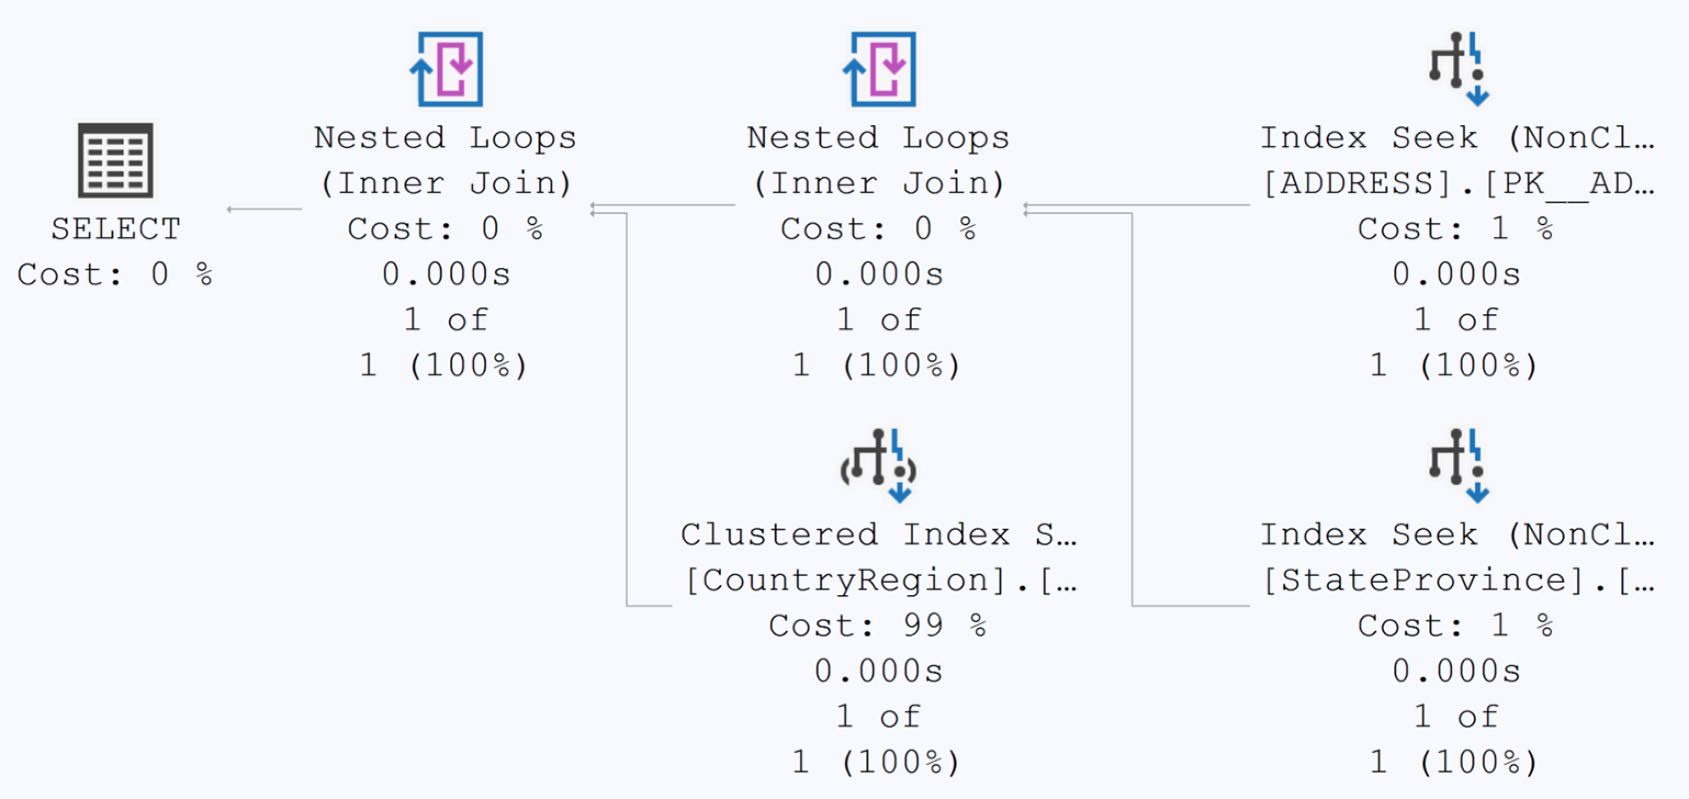 SELECT
Cost: 0 %
Nested Loops
(Inner Join)
Cost: 0 %
0.000s
1 of
1 (100%)
Nested Loops
(Inner Join)
Cost: 0 %
0.000s
1 of
1 (100%)
Index Seek (NonCl…
[ADDRESS].[PK__AD…
Cost: 1 %
0.000s
1 of
1 (100%)
Clustered Index S…
[CountryRegion].[…
Cost: 99 %
0.000s
1 of
1 (100%)
Index Seek (NonCl…
[StateProvince].[…
Cost: 1 %
0.000s
1 of
1 (100%)